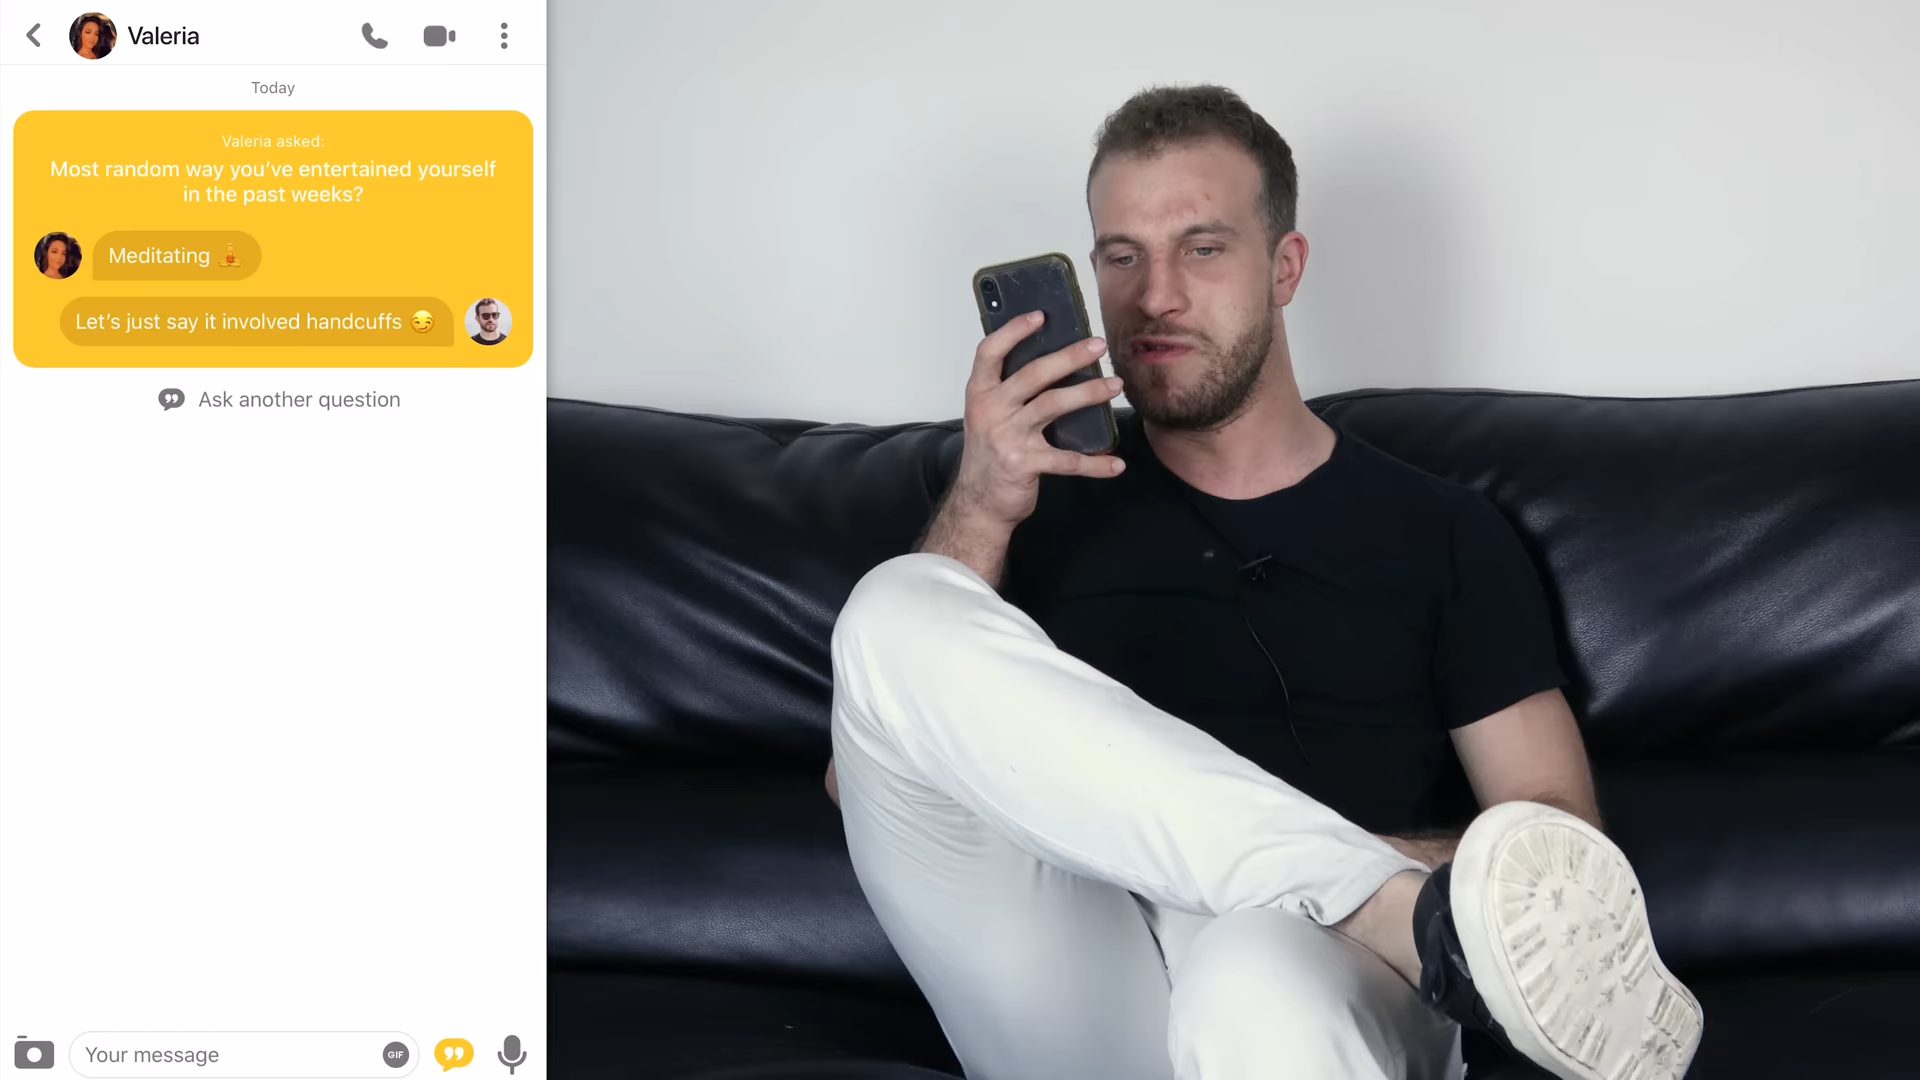 Valeria
Today
Valeria asked:
Most random way you’ve entertained yourself
in the past weeks?
Meditating 🧘
Let’s just say it involved handcuffs 😏
Ask another question
Your message
GIF